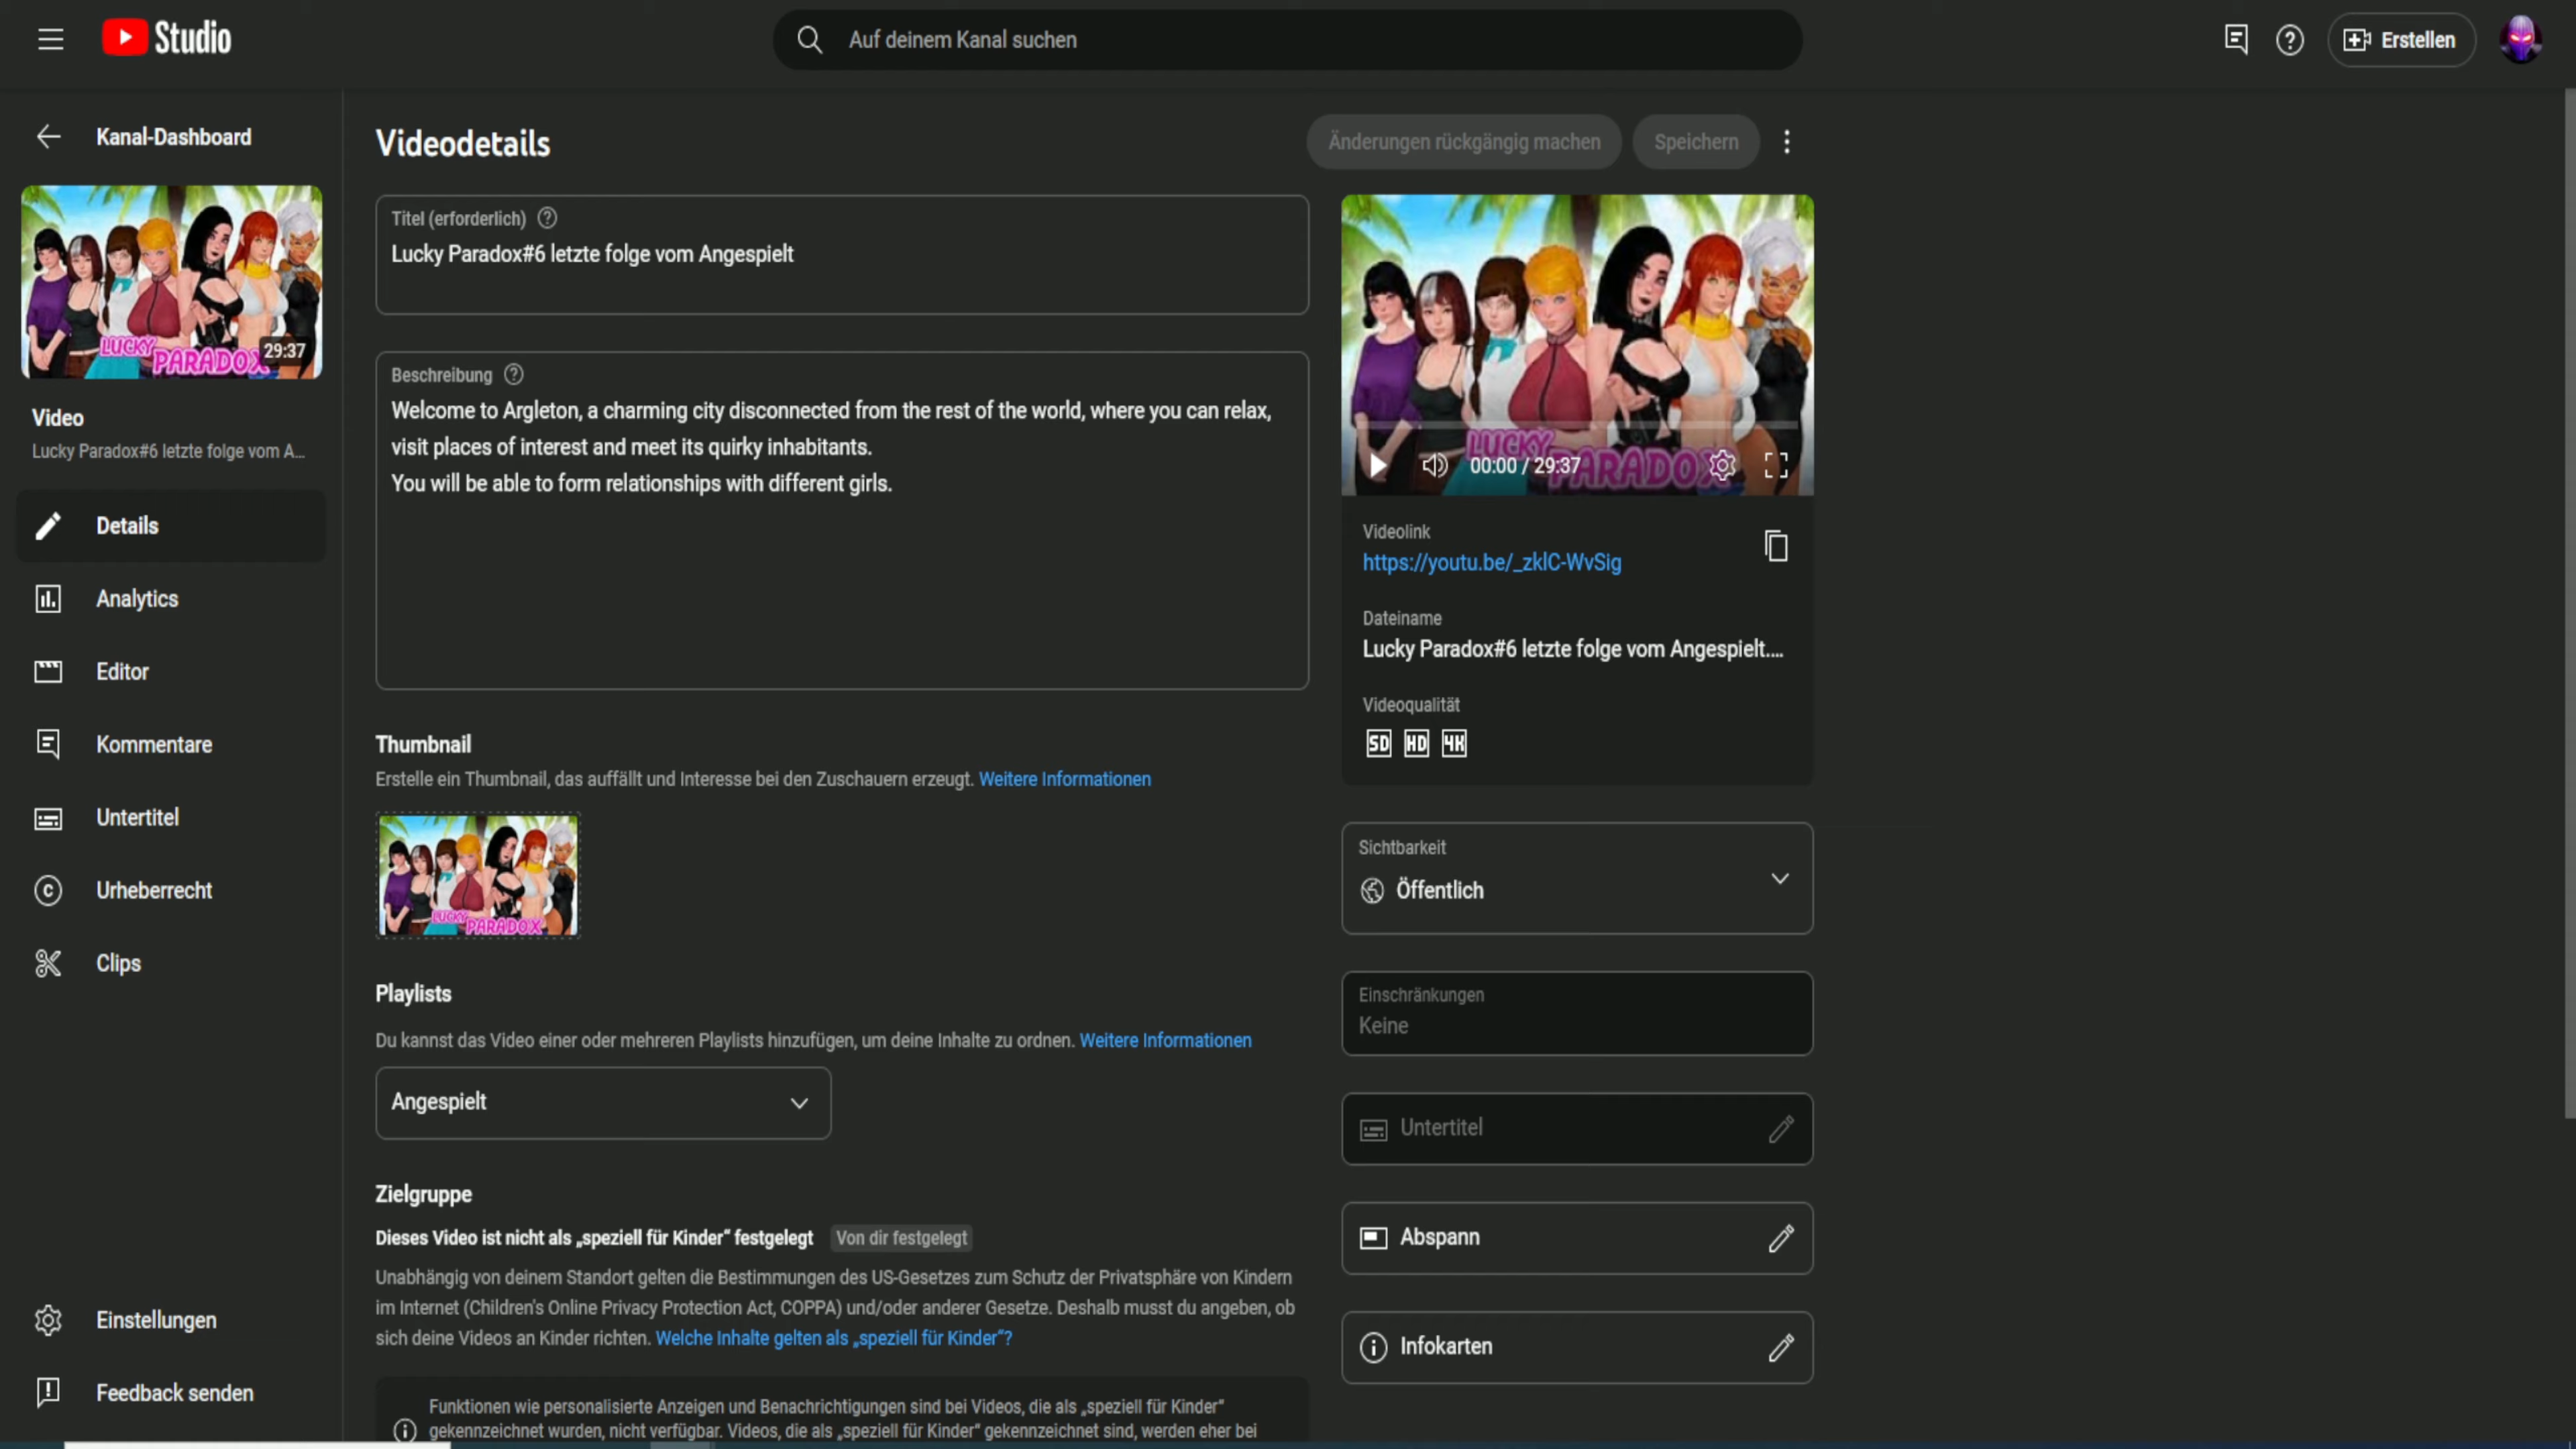 Studio
Auf deinem Kanal suchen
Erstellen
Kanal-Dashboard
LUCKY
PARADOX
29:37
Video
Lucky Paradox#6 letzte folge vom A...
Details
Analytics
Editor
Kommentare
Untertitel
Urheberrecht
Clips
Einstellungen
Feedback senden
Videodetails
Änderungen rückgängig machen
Speichern
Titel (erforderlich)
Lucky Paradox#6 letzte folge vom Angespielt
Beschreibung
Welcome to Argleton, a charming city disconnected from the rest of the world, where you can relax,
visit places of interest and meet its quirky inhabitants.
You will be able to form relationships with different girls.
Thumbnail
Erstelle ein Thumbnail, das auffällt und Interesse bei den Zuschauern erzeugt. Weitere Informationen
LUCKY
PARADOX
Playlists
Du kannst das Video einer oder mehreren Playlists hinzufügen, um deine Inhalte zu ordnen. Weitere Informationen
Angespielt
Zielgruppe
Dieses Video ist nicht als „speziell für Kinder“ festgelegt Von dir festgelegt
Unabhängig von deinem Standort gelten die Bestimmungen des US-Gesetzes zum Schutz der Privatsphäre von Kindern
im Internet (Children's Online Privacy Protection Act, COPPA) und/oder anderer Gesetze. Deshalb musst du angeben, ob
sich deine Videos an Kinder richten. Welche Inhalte gelten als „speziell für Kinder“?
Funktionen wie personalisierte Anzeigen und Benachrichtigungen sind bei Videos, die als „speziell für Kinder“
gekennzeichnet wurden, nicht verfügbar. Videos, die als „speziell für Kinder“ gekennzeichnet sind, werden eher bei
LUCKY
PARADOX
00:00 / 29:37
Videolink
https://youtu.be/_zklC-WvSig
Dateiname
Lucky Paradox#6 letzte folge vom Angespielt....
Videoqualität
SD HD 4K
Sichtbarkeit
Öffentlich
Einschränkungen
Keine
Untertitel
Abspann
Infokarten